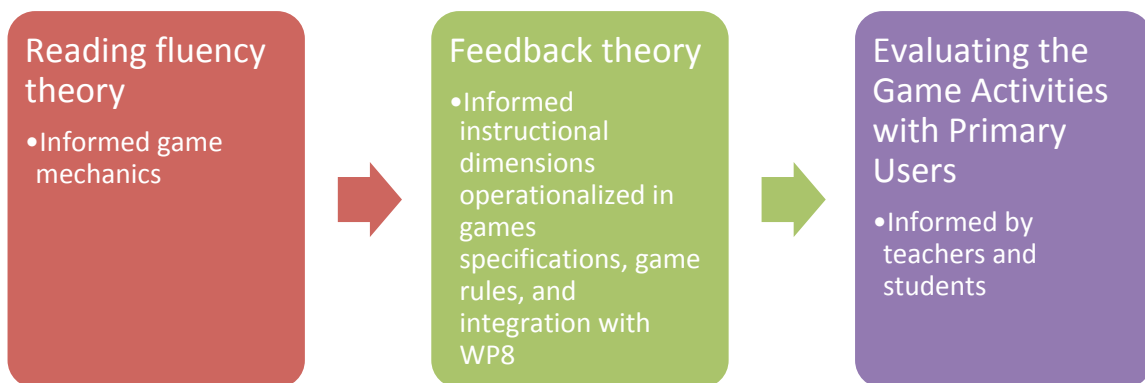 Reading fluency
theory
•Informed game
mechanics
Feedback theory
•Informed
instructional
dimensions
operationalized in
games
specifications, game
rules, and
integration with
WP8
Evaluating the
Game Activities
with Primary
Users
•Informed by
teachers and
students